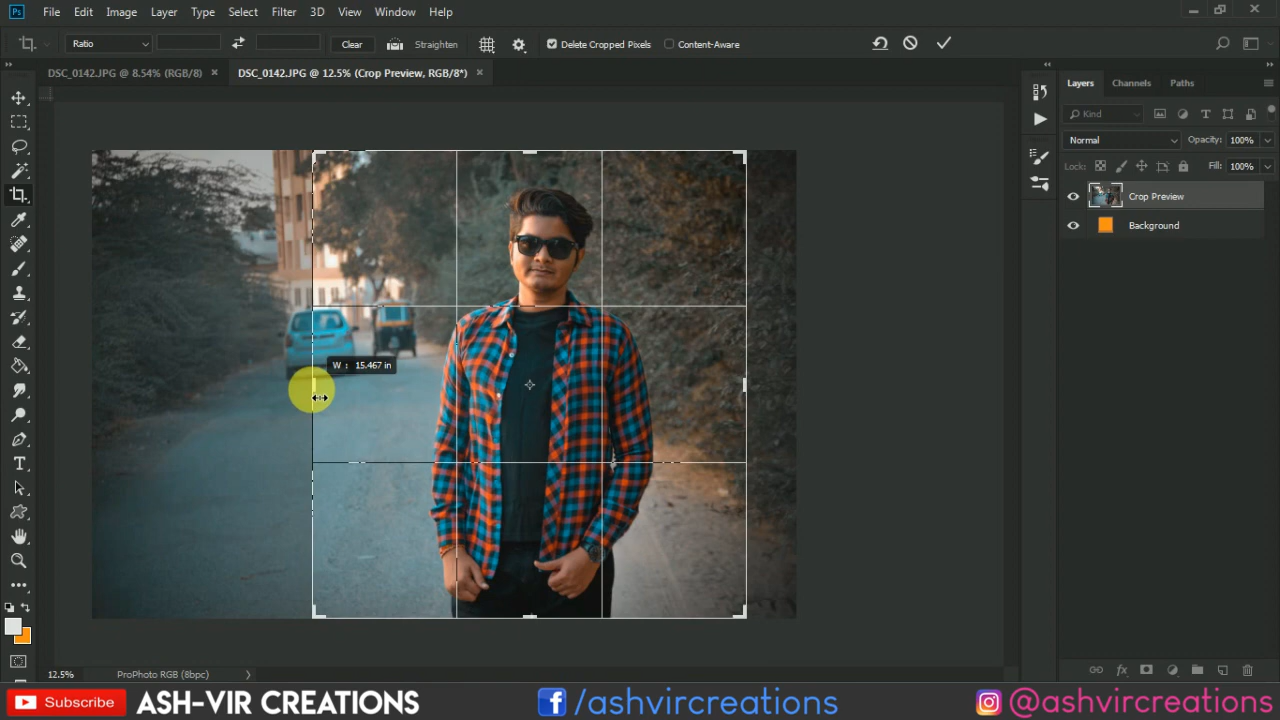 Ps File Edit Image Layer Type Select Filter 3D View Window Help
Ratio Clear Straighten Delete Cropped Pixels Content-Aware
DSC_0142.JPG @ 8.54% (RGB/8) × DSC_0142.JPG @ 12.5% (Crop Preview, RGB/8*) ×
Layers Channels Paths
Kind
Normal Opacity: 100%
Lock: Fill: 100%
Crop Preview
Background
W : 15.467 in
12.5% ProPhoto RGB (8bpc)
Subscribe ASH-VIR CREATIONS /ashvircreations @ashvircreations